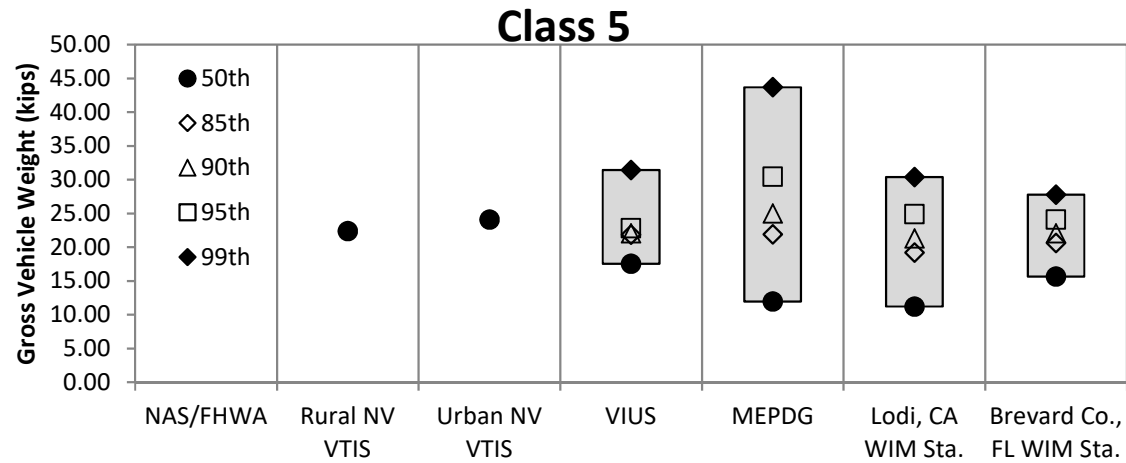 Class 5
Gross Vehicle Weight (kips)
50.00
45.00
40.00
35.00
30.00
25.00
20.00
15.00
10.00
5.00
0.00
50th
85th
90th
95th
99th
NAS/FHWA
Rural NV
VTIS
Urban NV
VTIS
VIUS
MEPDG
Lodi, CA
WIM Sta.
Brevard Co.,
FL WIM Sta.